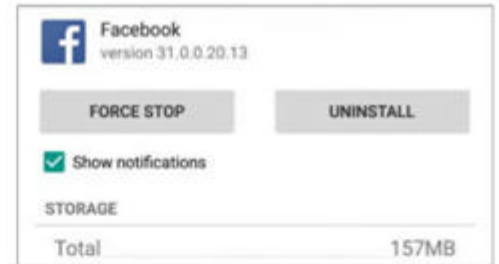 Facebook
version 31.0.0.20.13
FORCE STOP UNINSTALL
Show notifications
STORAGE
Total 157MB